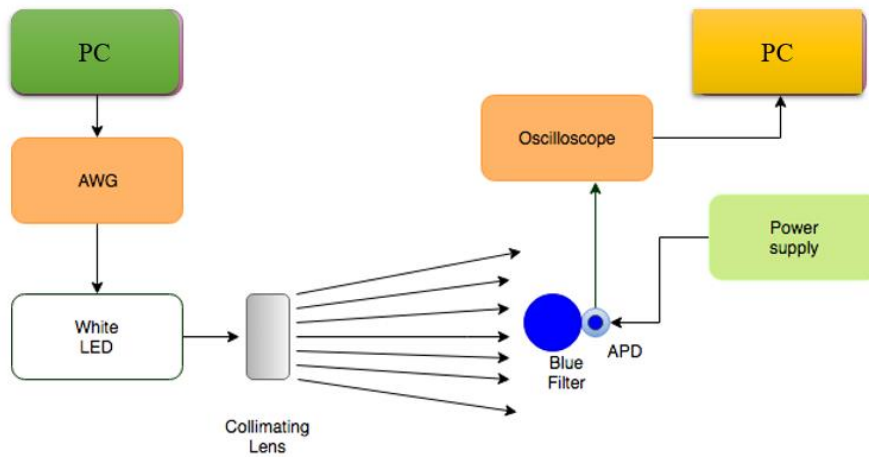 PC
PC
Oscilloscope
AWG
Power
supply
White
LED
Blue
Filter
APD
Collimating
Lens